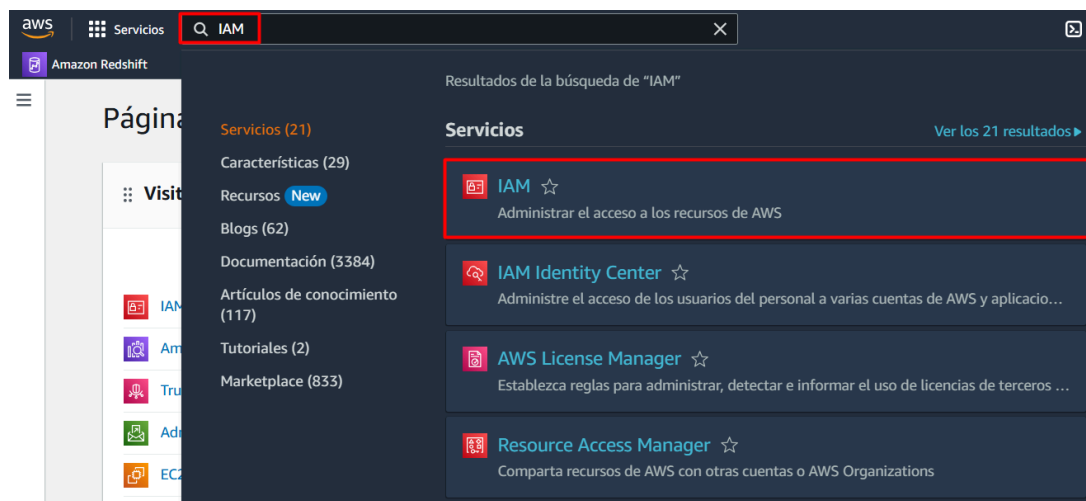 aws
Servicios
IAM
Amazon Redshift
Resultados de la búsqueda de “IAM”
Página
Servicios (21)
Características (29)
Recursos New
Blogs (62)
Documentación (3384)
Artículos de conocimiento
(117)
Tutoriales (2)
Marketplace (833)
Servicios
Ver los 21 resultados
IAM
Administrar el acceso a los recursos de AWS
IAM Identity Center
Administre el acceso de los usuarios del personal a varias cuentas de AWS y aplicacio...
AWS License Manager
Establezca reglas para administrar, detectar e informar el uso de licencias de terceros ...
Resource Access Manager
Comparta recursos de AWS con otras cuentas o AWS Organizations
Visit
IAM
Am
Tru
Adr
EC2